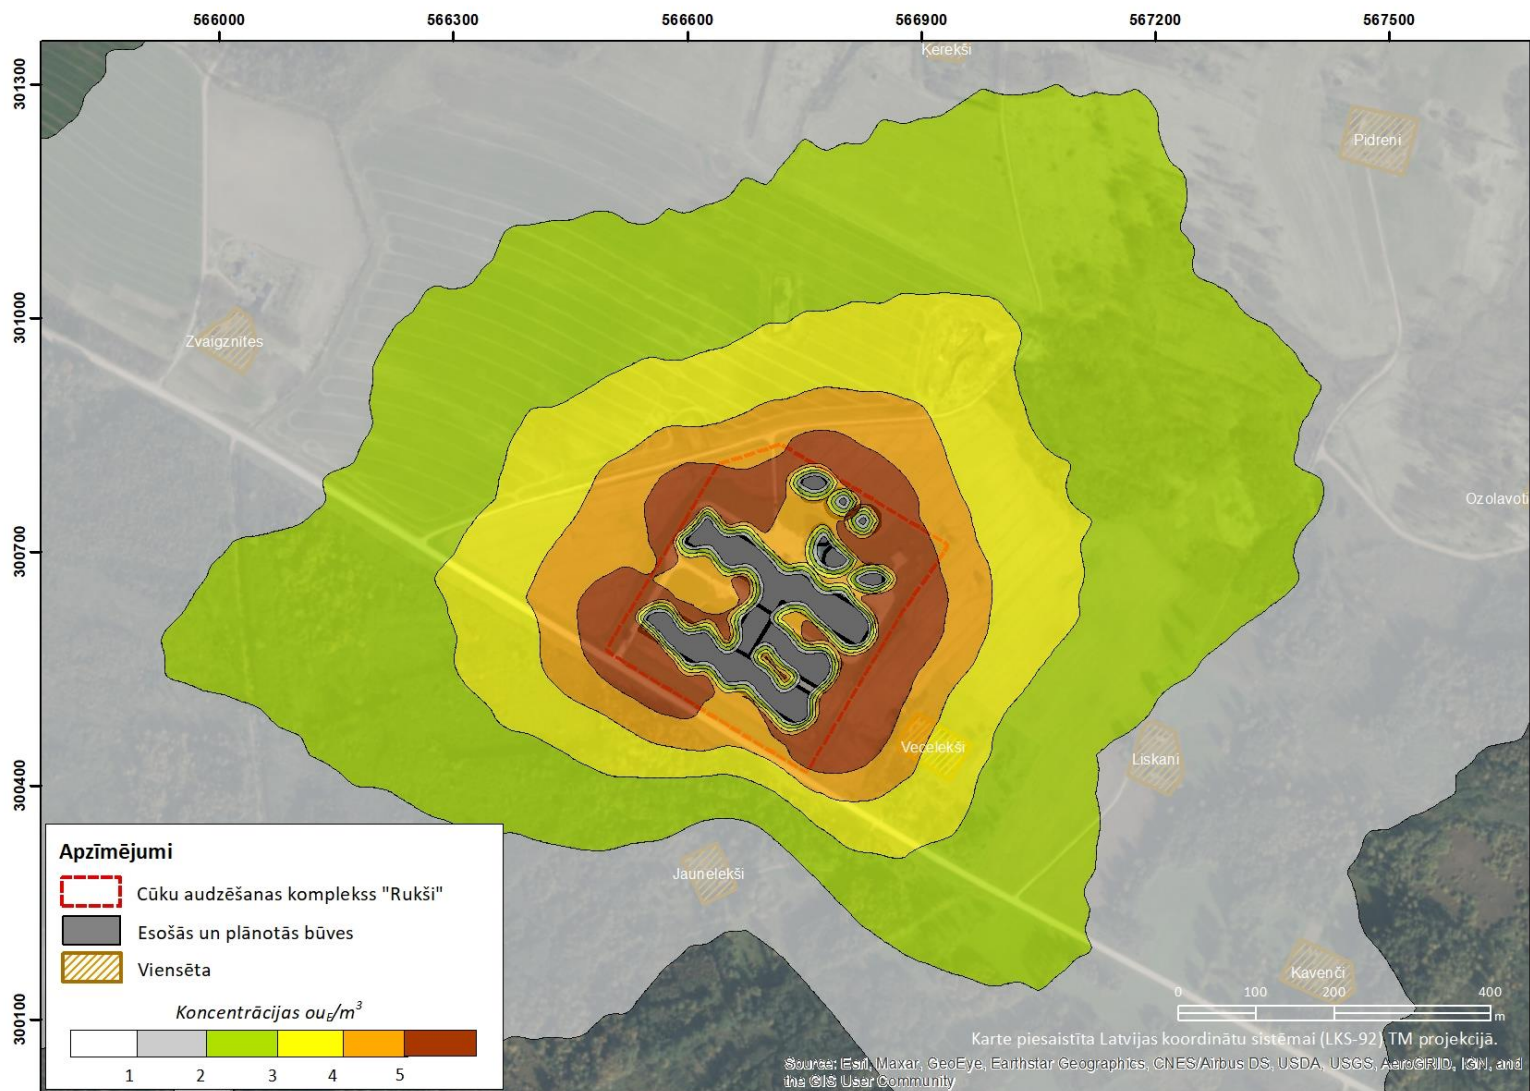 566000 566300 566600 566900 567200 567500
301300
301000
300700
300400
300100
Ķerekši
Pidreni
Zvaigznites
Ozolavoti
Vecelekši
Liskani
Jaunelekši
Kavenči
Apzīmējumi
Cūku audzēšanas komplekss "Rukši"
Esošās un plānotās būves
Viensēta
Koncentrācijas ouE/m³
1 2 3 4 5
0 100 200 400
m
Karte piesaistīta Latvijas koordinātu sistēmai (LKS-92) TM projekcijā.
Source: Esri, Maxar, GeoEye, Earthstar Geographics, CNES/Airbus DS, USDA, USGS, AeroGRID, IGN, and
the GIS User Community